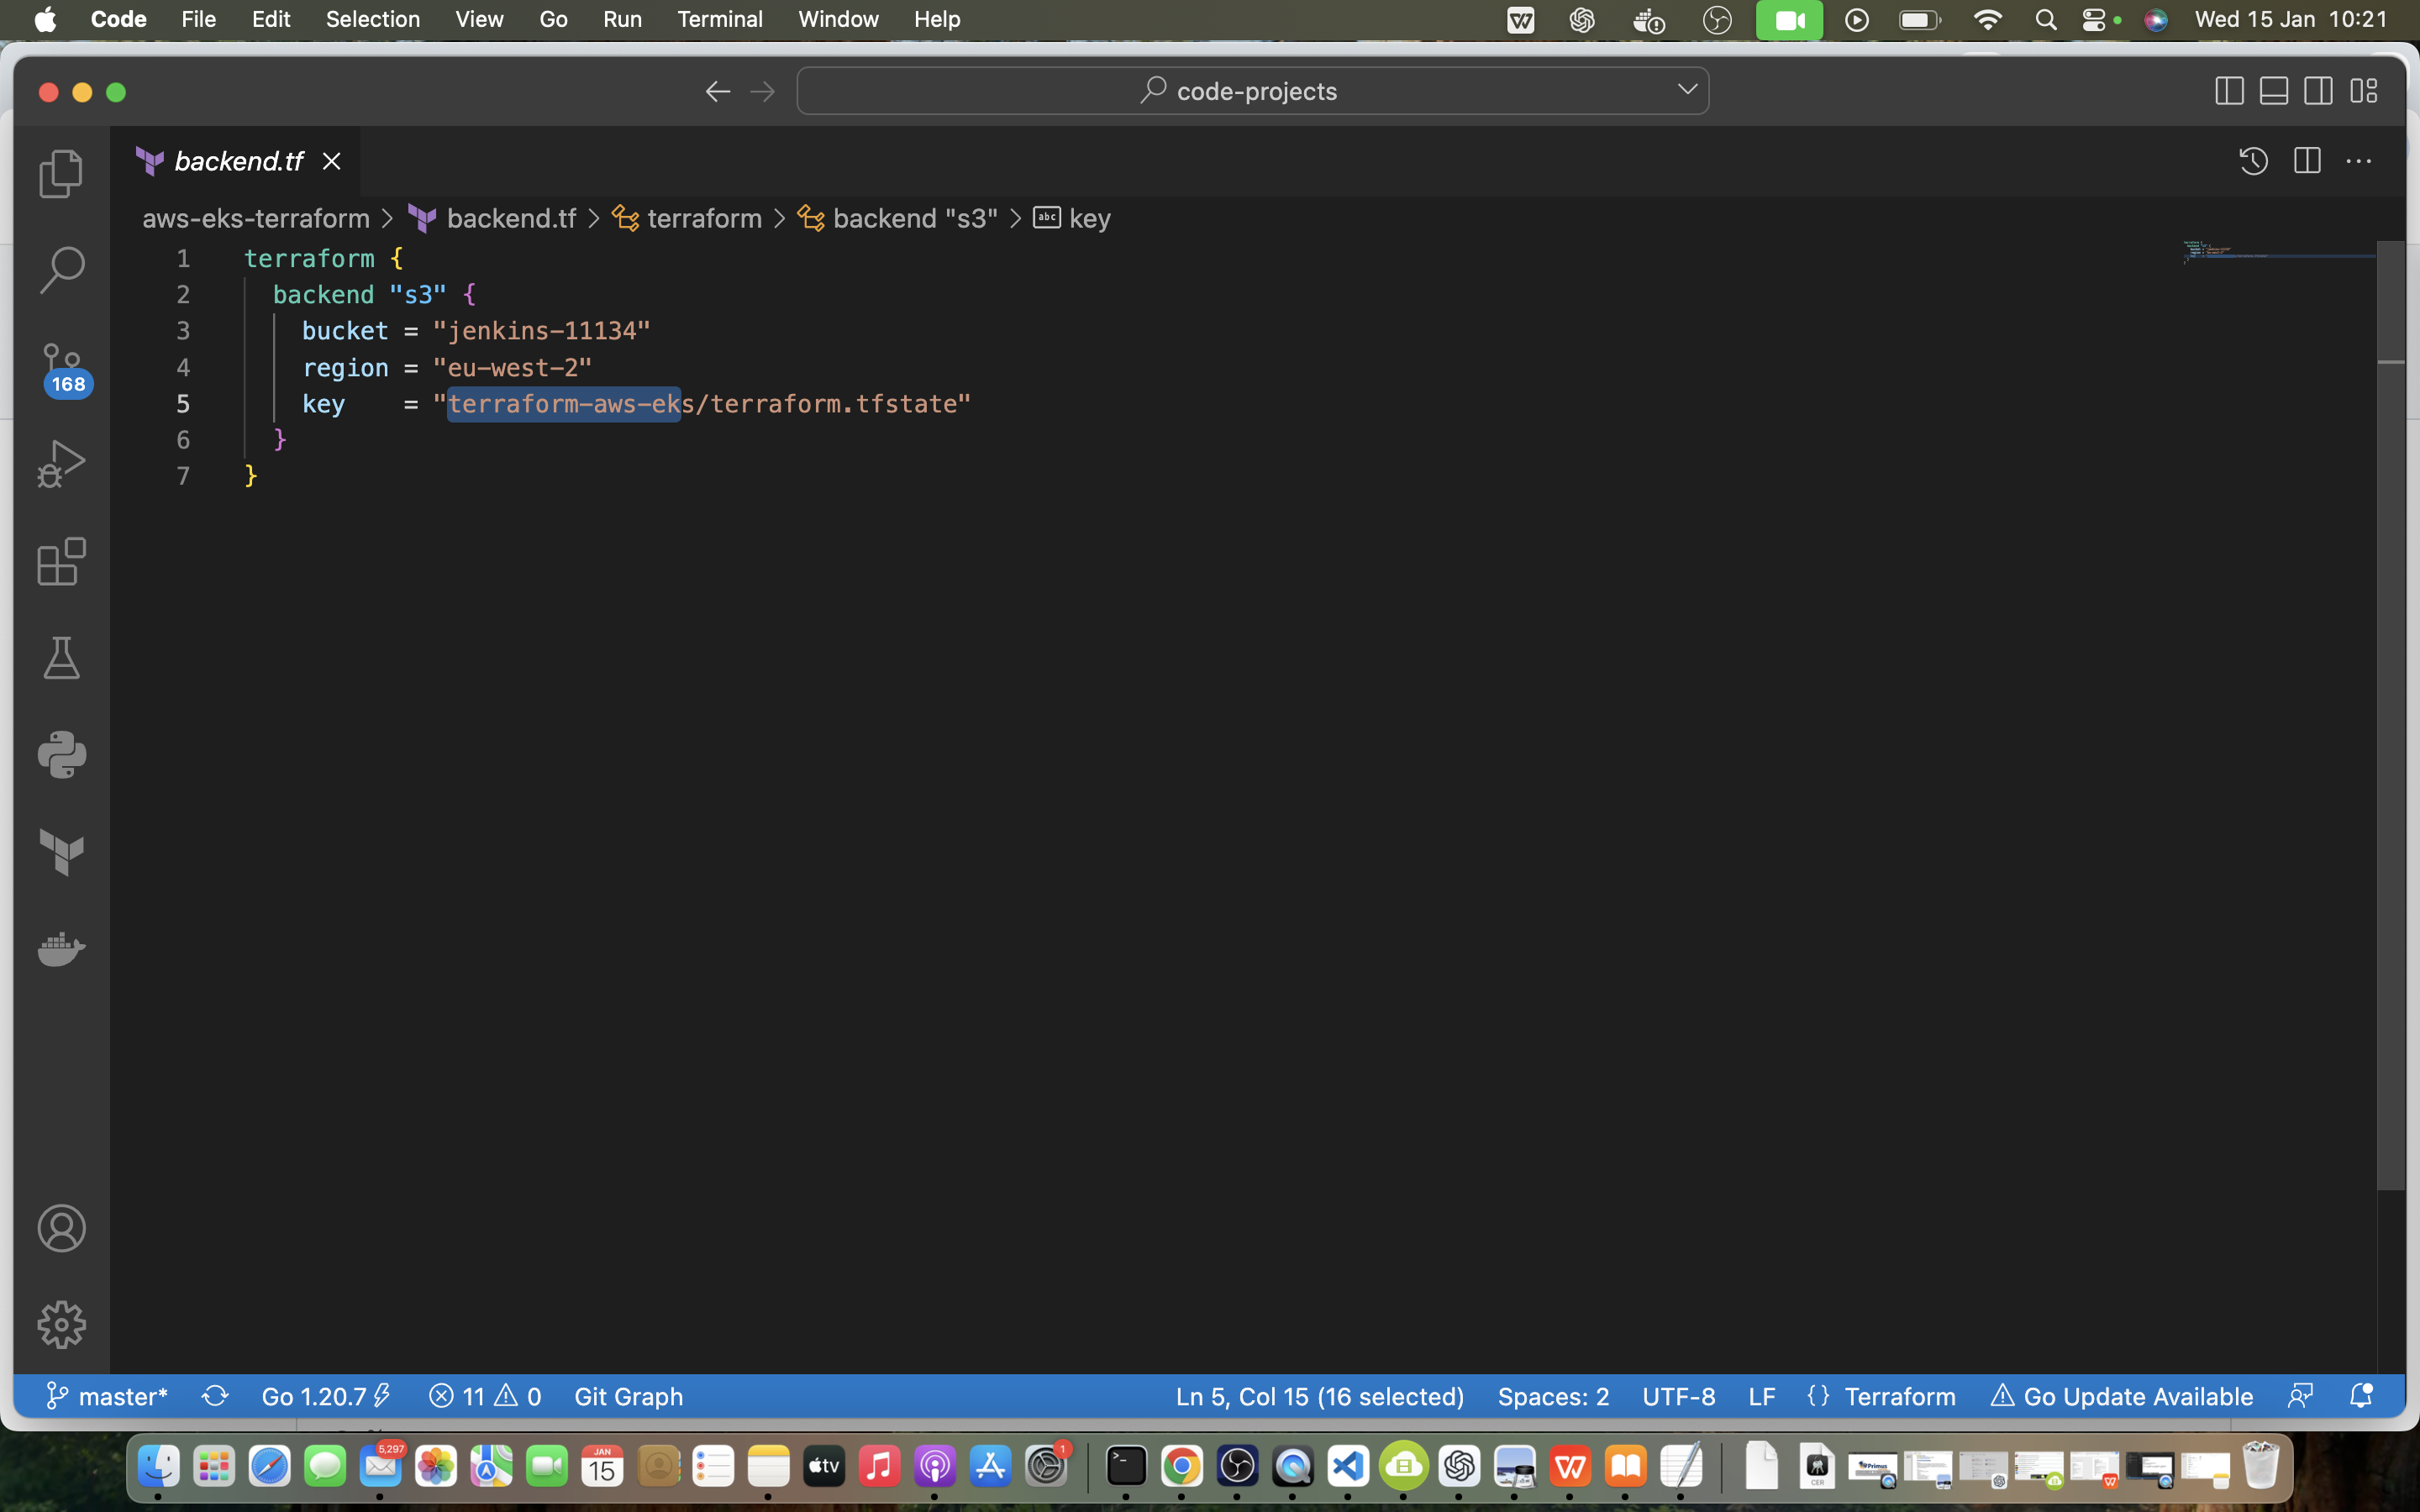 Code File Edit Selection View Go Run Terminal Window Help Wed 15 Jan 10:21
code-projects
backend.tf
aws-eks-terraform > backend.tf > terraform > backend "s3" > abc key
1 terraform {
2 backend "s3" {
3 bucket = "jenkins-11134"
4 region = "eu-west-2"
5 key = "terraform-aws-eks/terraform.tfstate"
6 }
7 }
168
master* Go 1.20.7 11 0 Git Graph Ln 5, Col 15 (16 selected) Spaces: 2 UTF-8 LF {} Terraform Go Update Available
5,297 JAN 15 tv 1